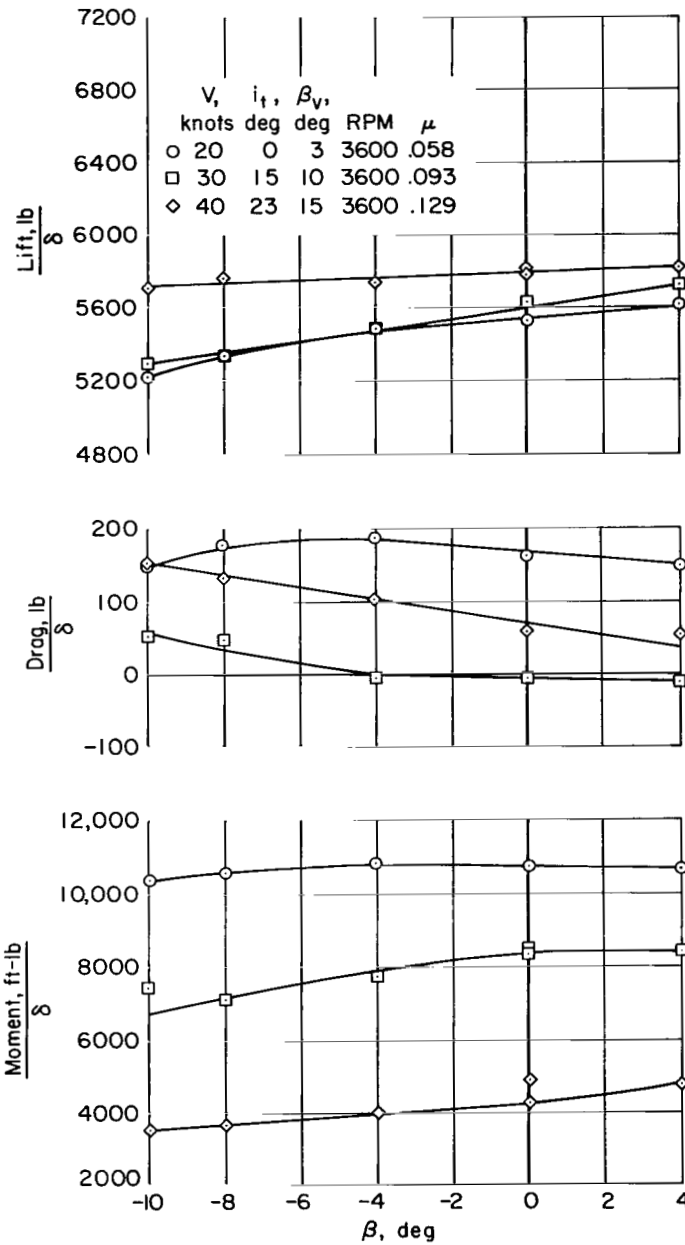 7200
6800
6400
6000
5600
5200
4800
Lift, lb
δ
V, i_t, β_V,
knots deg deg RPM μ
○ 20 0 3 3600 .058
□ 30 15 10 3600 .093
◇ 40 23 15 3600 .129
200
100
0
-100
Drag, lb
δ
12,000
10,000
8000
6000
4000
2000
Moment, ft-lb
δ
-10 -8 -6 -4 -2 0 2 4
β, deg